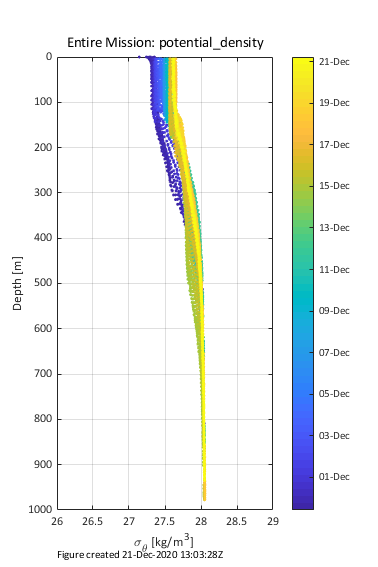 Entire Mission: potential_density
0
100
200
300
400
500
600
700
800
900
1000
Depth [m]
26
26.5
27
27.5
28
28.5
29
σθ [kg/m³]
21-Dec
19-Dec
17-Dec
15-Dec
13-Dec
11-Dec
09-Dec
07-Dec
05-Dec
03-Dec
01-Dec
Figure created 21-Dec-2020 13:03:28Z